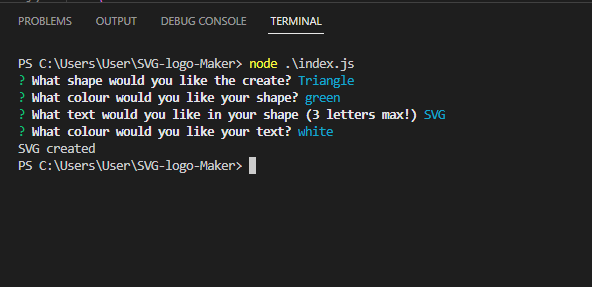 PROBLEMS OUTPUT DEBUG CONSOLE TERMINAL
PS C:\Users\User\SVG-logo-Maker> node .\index.js
? What shape would you like the create? Triangle
? What colour would you like your shape? green
? What text would you like in your shape (3 letters max!) SVG
? What colour would you like your text? white
SVG created
PS C:\Users\User\SVG-logo-Maker>